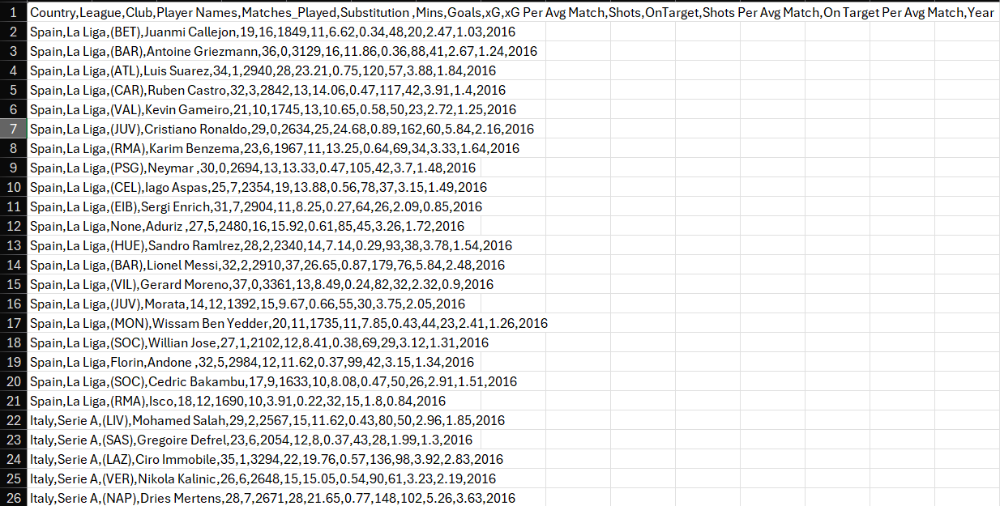 1 Country,League,Club,Player Names,Matches_Played,Substitution ,Mins,Goals,xG,xG Per Avg Match,Shots,OnTarget,Shots Per Avg Match,On Target Per Avg Match,Year
2 Spain,La Liga,(BET),Juanmi Callejon,19,16,1849,11,6.62,0.34,48,20,2.47,1.03,2016
3 Spain,La Liga,(BAR),Antoine Griezmann,36,0,3129,16,11.86,0.36,88,41,2.67,1.24,2016
4 Spain,La Liga,(ATL),Luis Suarez,34,1,2940,28,23.21,0.75,120,57,3.88,1.84,2016
5 Spain,La Liga,(CAR),Ruben Castro,32,3,2842,13,14.06,0.47,117,42,3.91,1.4,2016
6 Spain,La Liga,(VAL),Kevin Gameiro,21,10,1745,13,10.65,0.58,50,23,2.72,1.25,2016
7 Spain,La Liga,(JUV),Cristiano Ronaldo,29,0,2634,25,24.68,0.89,162,60,5.84,2.16,2016
8 Spain,La Liga,(RMA),Karim Benzema,23,6,1967,11,13.25,0.64,69,34,3.33,1.64,2016
9 Spain,La Liga,(PSG),Neymar ,30,0,2694,13,13.33,0.47,105,42,3.7,1.48,2016
10 Spain,La Liga,(CEL),Iago Aspas,25,7,2354,19,13.88,0.56,78,37,3.15,1.49,2016
11 Spain,La Liga,(EIB),Sergi Enrich,31,7,2904,11,8.25,0.27,64,26,2.09,0.85,2016
12 Spain,La Liga,None,Aduriz ,27,5,2480,16,15.92,0.61,85,45,3.26,1.72,2016
13 Spain,La Liga,(HUE),Sandro Ramlrez,28,2,2340,14,7.14,0.29,93,38,3.78,1.54,2016
14 Spain,La Liga,(BAR),Lionel Messi,32,2,2910,37,26.65,0.87,179,76,5.84,2.48,2016
15 Spain,La Liga,(VIL),Gerard Moreno,37,0,3361,13,8.49,0.24,82,32,2.32,0.9,2016
16 Spain,La Liga,(JUV),Morata,14,12,1392,15,9.67,0.66,55,30,3.75,2.05,2016
17 Spain,La Liga,(MON),Wissam Ben Yedder,20,11,1735,11,7.85,0.43,44,23,2.41,1.26,2016
18 Spain,La Liga,(SOC),Willian Jose,27,1,2102,12,8.41,0.38,69,29,3.12,1.31,2016
19 Spain,La Liga,Florin,Andone ,32,5,2984,12,11.62,0.37,99,42,3.15,1.34,2016
20 Spain,La Liga,(SOC),Cedric Bakambu,17,9,1633,10,8.08,0.47,50,26,2.91,1.51,2016
21 Spain,La Liga,(RMA),Isco,18,12,1690,10,3.91,0.22,32,15,1.8,0.84,2016
22 Italy,Serie A,(LIV),Mohamed Salah,29,2,2567,15,11.62,0.43,80,50,2.96,1.85,2016
23 Italy,Serie A,(SAS),Gregoire Defrel,23,6,2054,12,8,0.37,43,28,1.99,1.3,2016
24 Italy,Serie A,(LAZ),Ciro Immobile,35,1,3294,22,19.76,0.57,136,98,3.92,2.83,2016
25 Italy,Serie A,(VER),Nikola Kalinic,26,6,2648,15,15.05,0.54,90,61,3.23,2.19,2016
26 Italy,Serie A,(NAP),Dries Mertens,28,7,2671,28,21.65,0.77,148,102,5.26,3.63,2016